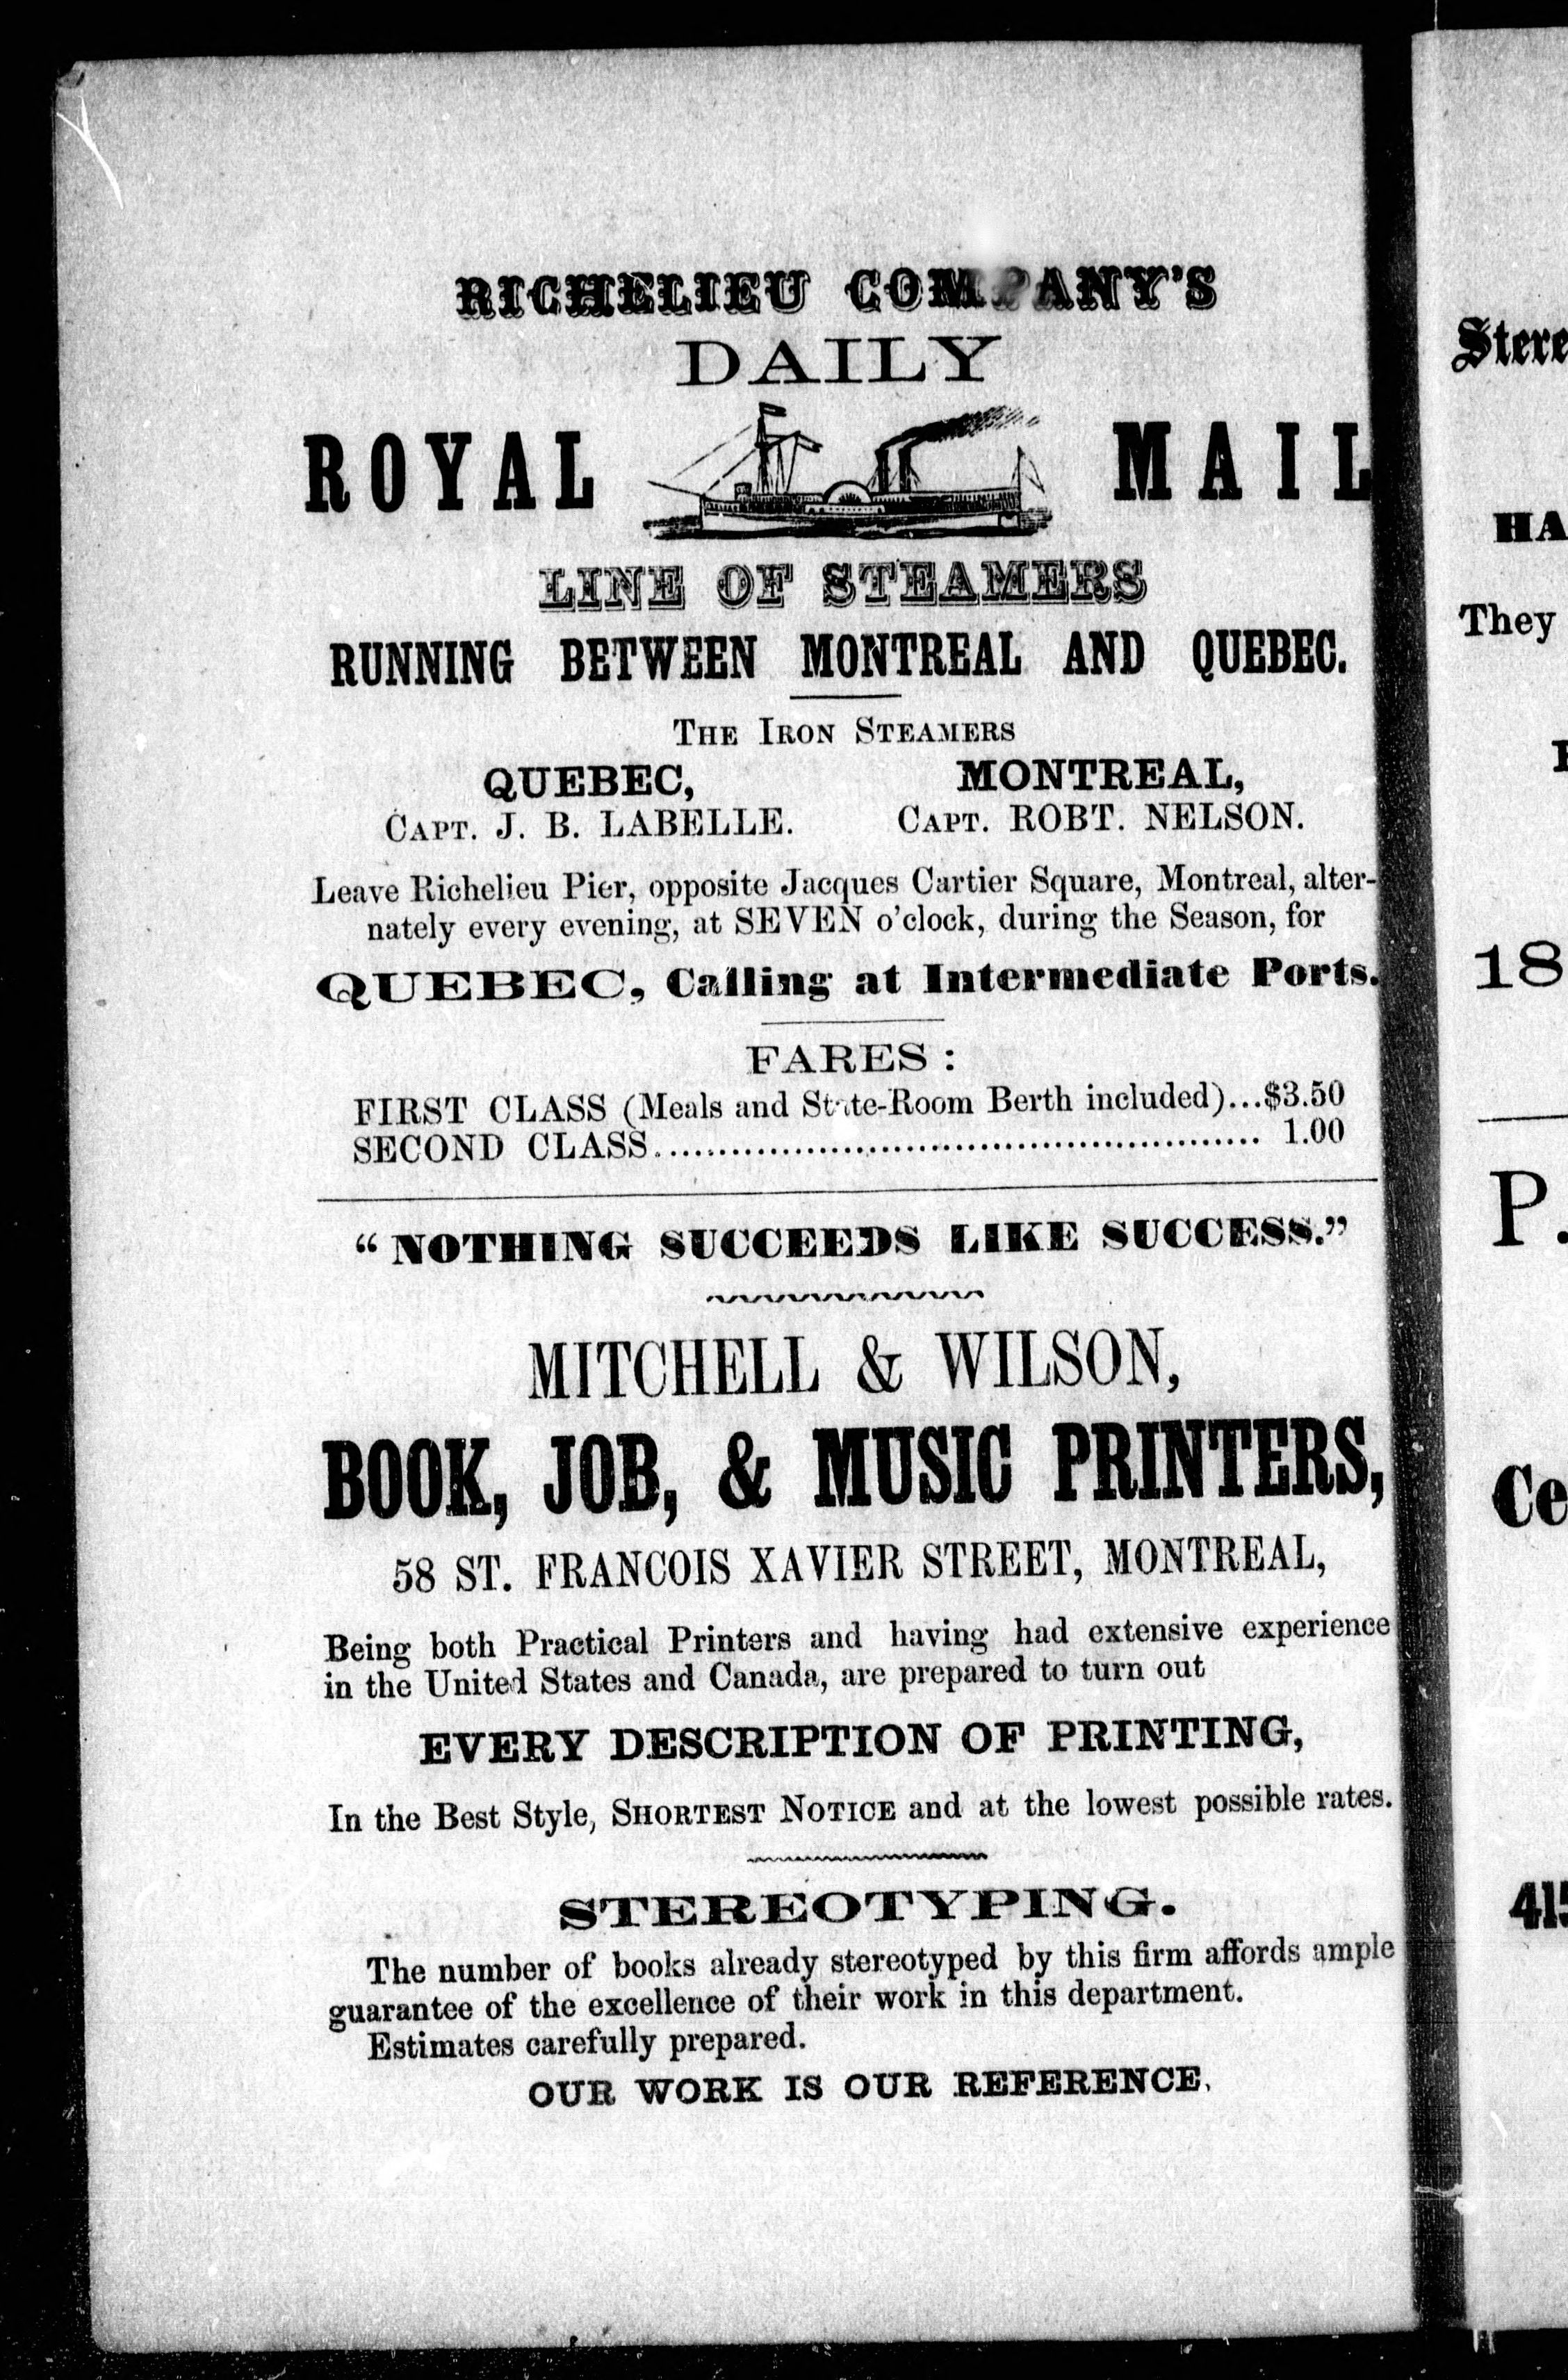 RICHELIEU COMPANY'S
DAILY
ROYAL MAIL
LINE OF STEAMERS
RUNNING BETWEEN MONTREAL AND QUEBEC.
THE IRON STEAMERS
QUEBEC, MONTREAL,
CAPT. J. B. LABELLE. CAPT. ROBT. NELSON.
Leave Richelieu Pier, opposite Jacques Cartier Square, Montreal, alter-
nately every evening, at SEVEN o'clock, during the Season, for
QUEBEC, Calling at Intermediate Ports.
FARES:
FIRST CLASS (Meals and State-Room Berth included)...$3.50
SECOND CLASS........................................................ 1.00
"NOTHING SUCCEEDS LIKE SUCCESS."
MITCHELL & WILSON,
BOOK, JOB, & MUSIC PRINTERS,
58 ST. FRANCOIS XAVIER STREET, MONTREAL,
Being both Practical Printers and having had extensive experience
in the United States and Canada, are prepared to turn out
EVERY DESCRIPTION OF PRINTING,
In the Best Style, SHORTEST NOTICE and at the lowest possible rates.
STEREOTYPING.
The number of books already stereotyped by this firm affords ample
guarantee of the excellence of their work in this department.
Estimates carefully prepared.
OUR WORK IS OUR REFERENCE.
Stere
HA
They
18
P.
Ce
415